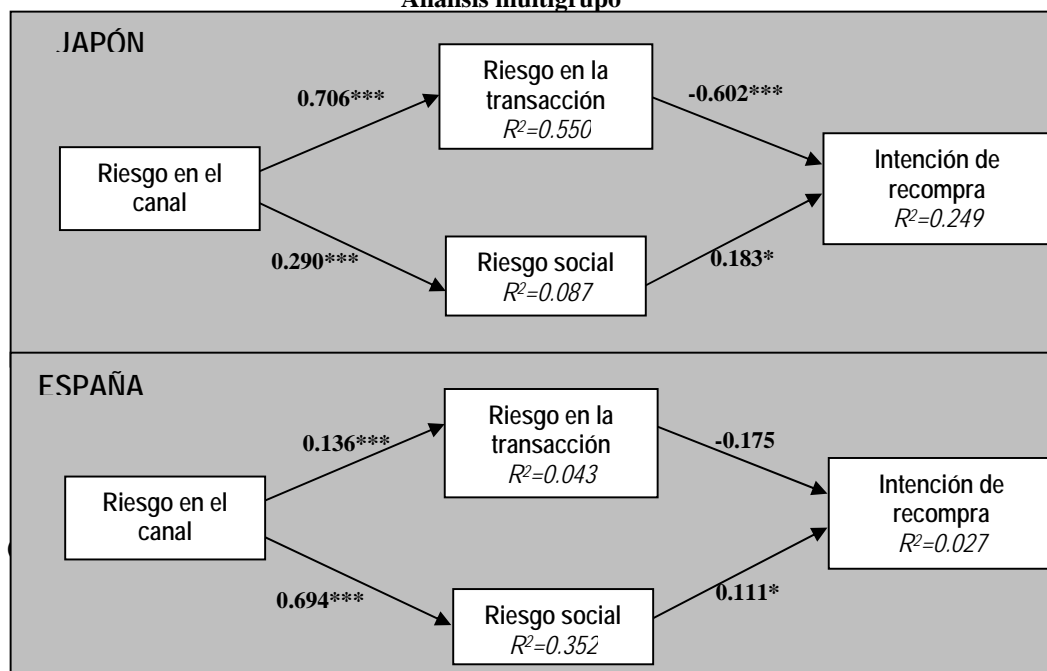 Análisis multigrupo
JAPÓN
Riesgo en la
transacción
R²=0.550
0.706***
-0.602***
Riesgo en el
canal
Intención de
recompra
R²=0.249
0.290***
Riesgo social
R²=0.087
0.183*
ESPAÑA
Riesgo en la
transacción
R²=0.043
0.136***
-0.175
Riesgo en el
canal
Intención de
recompra
R²=0.027
0.694***
Riesgo social
R²=0.352
0.111*